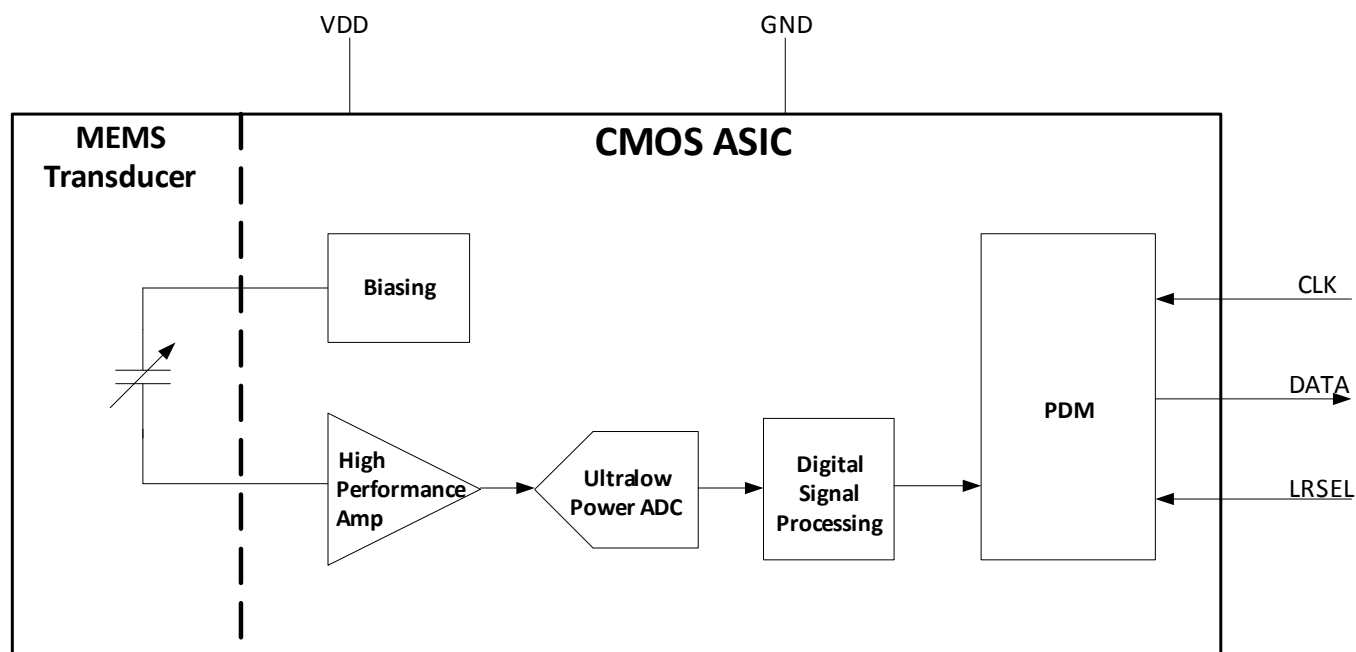 VDD
GND
MEMS
Transducer
CMOS ASIC
Biasing
CLK
DATA
PDM
LRSEL
High
Performance
Amp
Ultralow
Power ADC
Digital
Signal
Processing